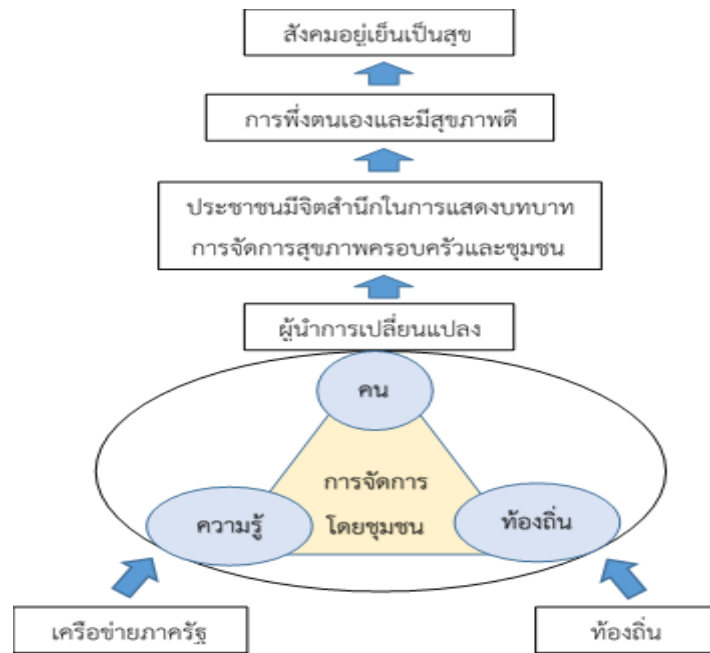 สังคมอยู่เย็นเป็นสุข
การพึ่งตนเองและมีสุขภาพดี
ประชาชนมีจิตสำนึกในการแสดงบทบาท
การจัดการสุขภาพครอบครัวและชุมชน
ผู้นำการเปลี่ยนแปลง
คน
การจัดการ
โดยชุมชน
ความรู้
ท้องถิ่น
เครือข่ายภาครัฐ
ท้องถิ่น